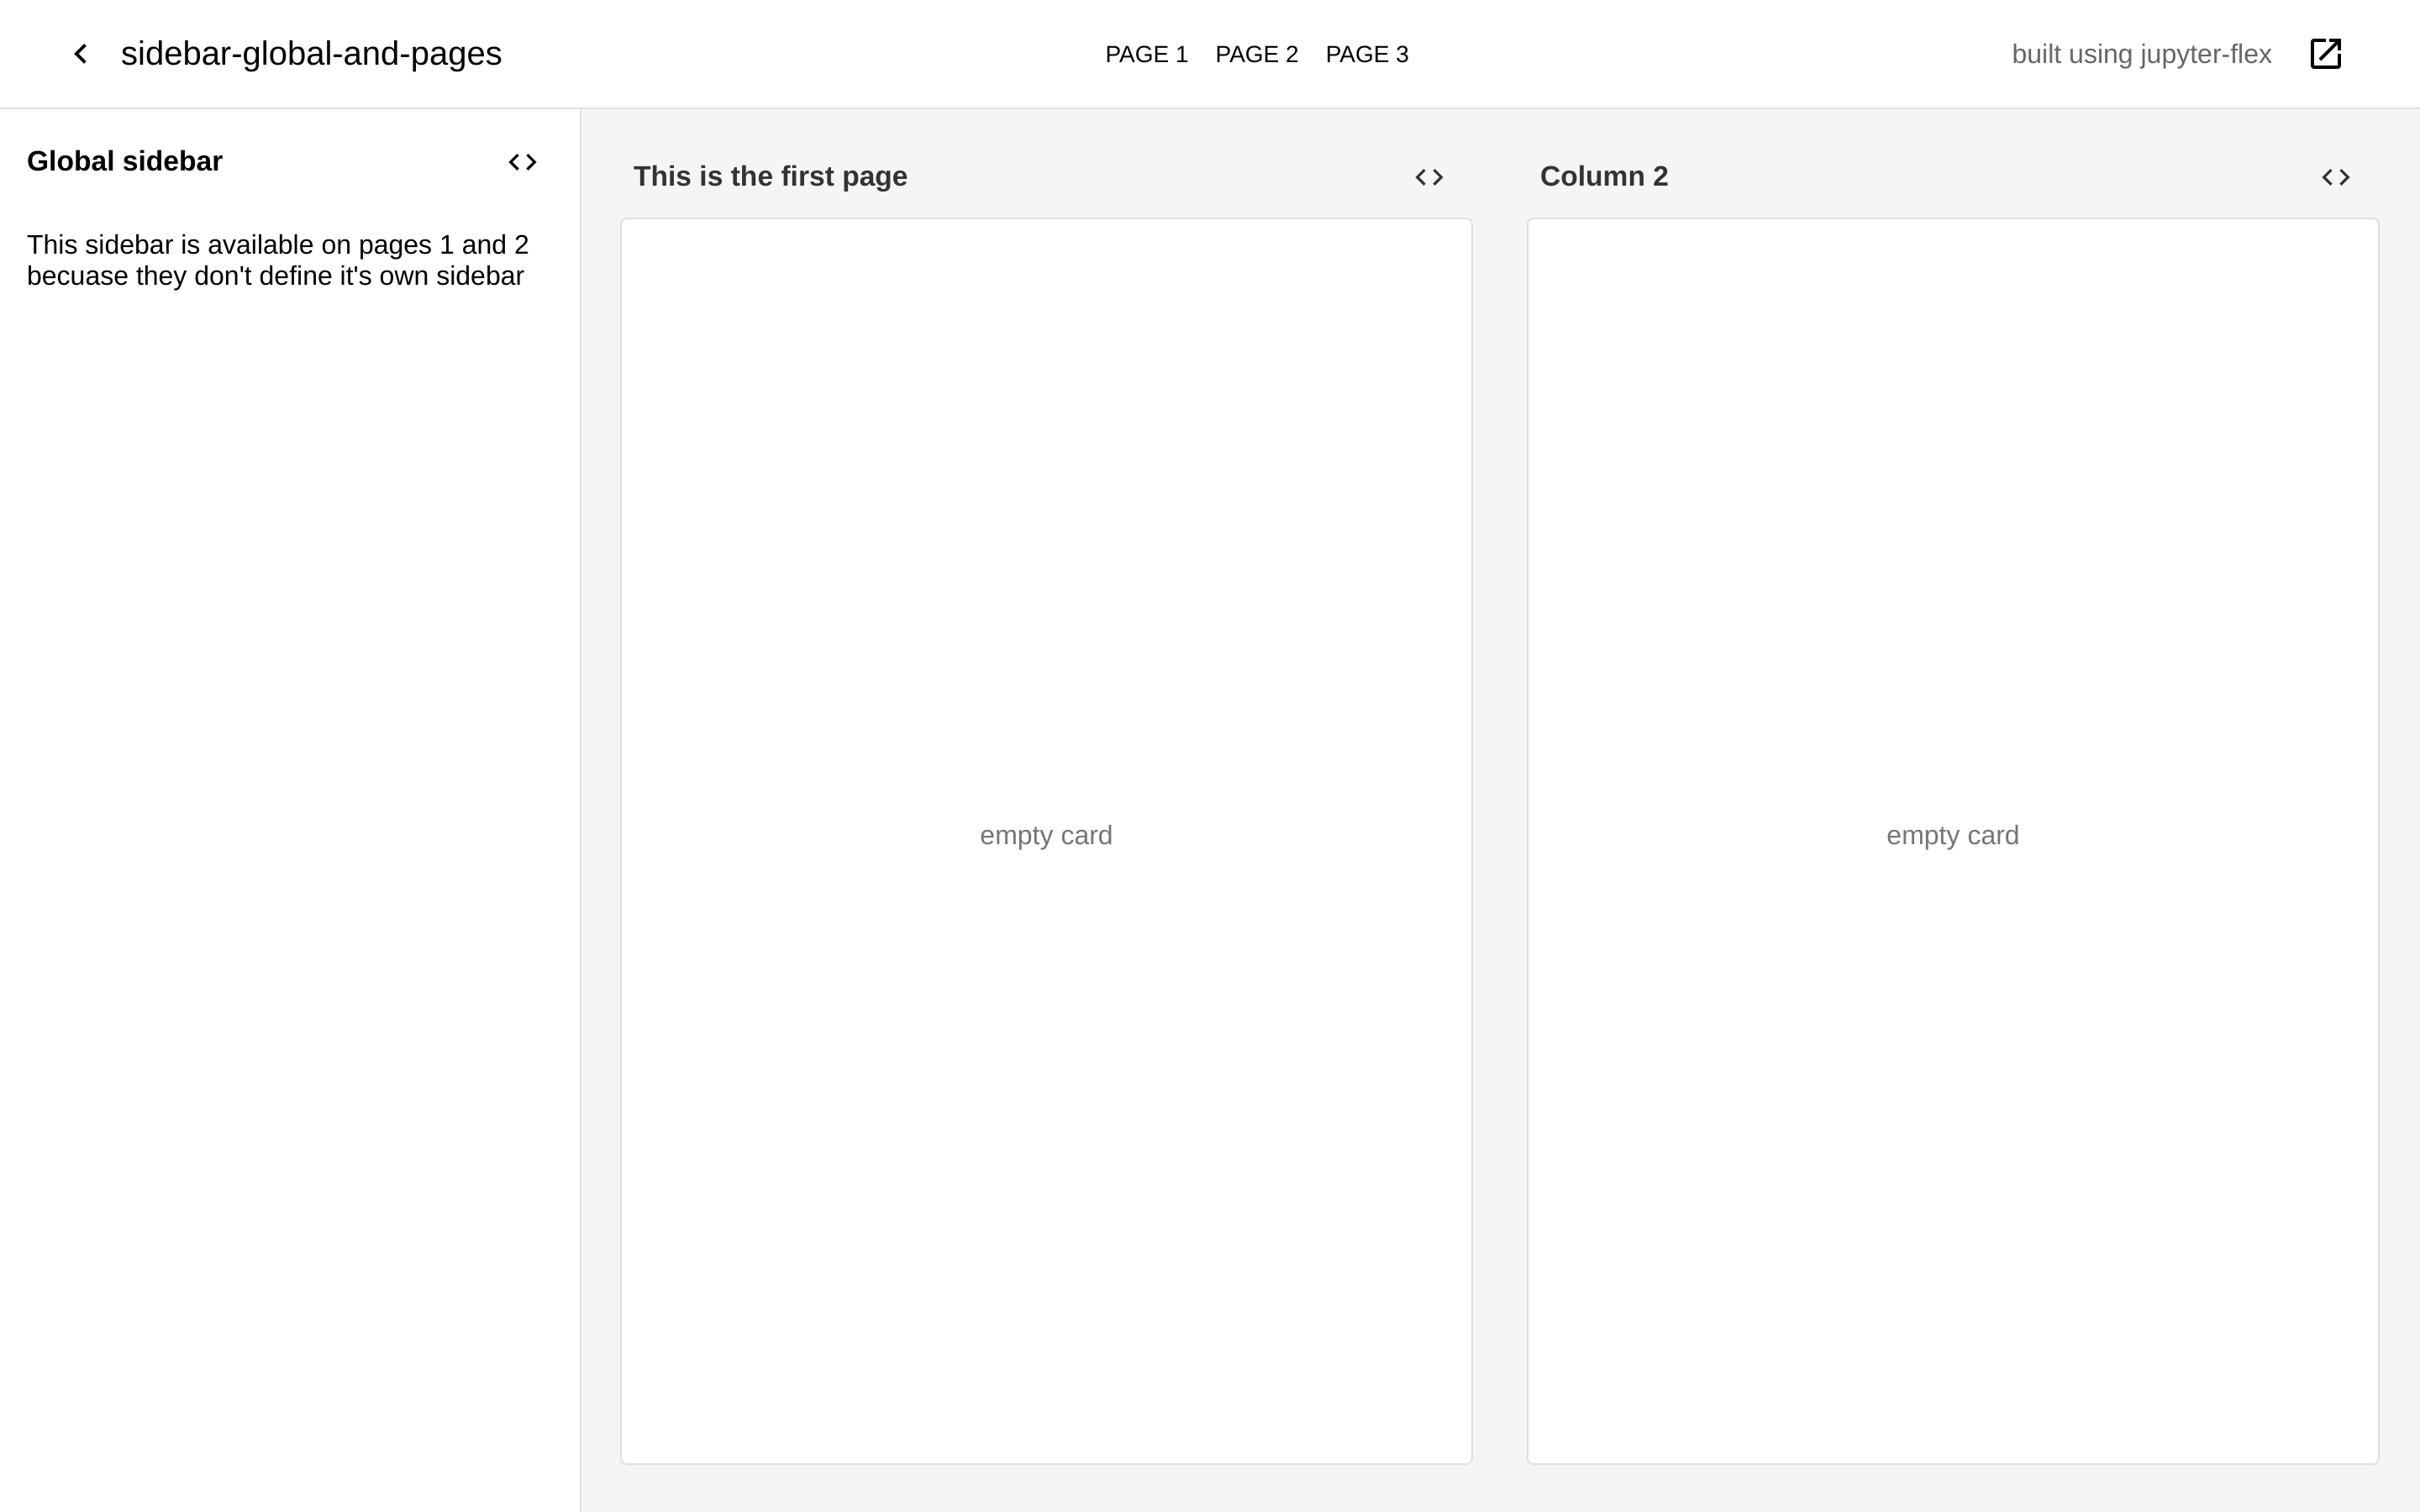 sidebar-global-and-pages
PAGE 1 PAGE 2 PAGE 3
built using jupyter-flex
Global sidebar
This sidebar is available on pages 1 and 2
becuase they don't define it's own sidebar
This is the first page
empty card
Column 2
empty card